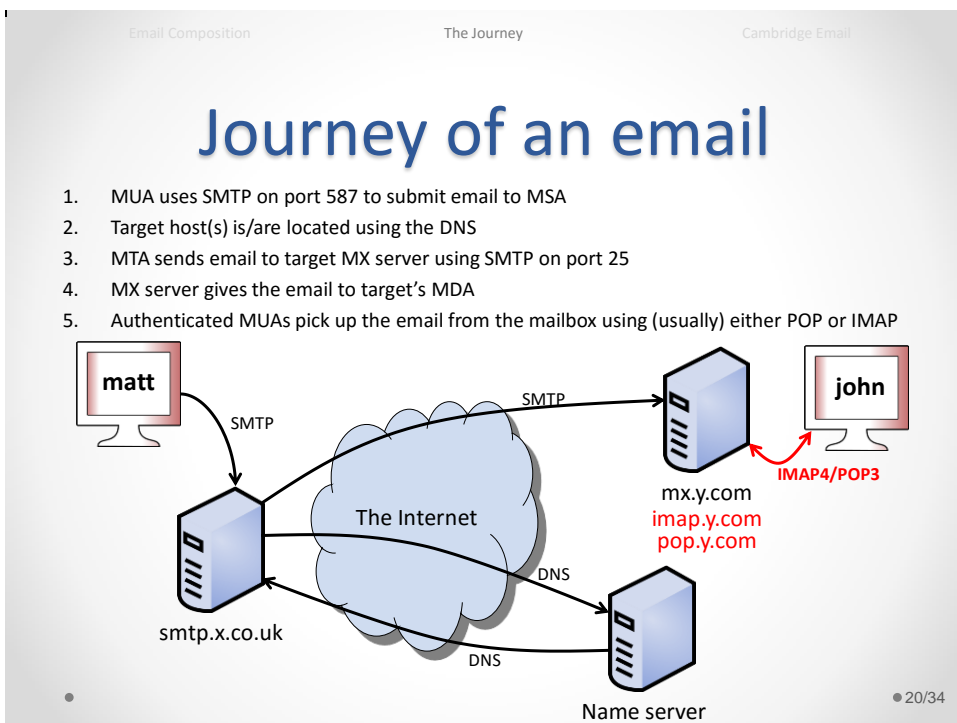 Email Composition The Journey Cambridge Email
Journey of an email
1. MUA uses SMTP on port 587 to submit email to MSA
2. Target host(s) is/are located using the DNS
3. MTA sends email to target MX server using SMTP on port 25
4. MX server gives the email to target's MDA
5. Authenticated MUAs pick up the email from the mailbox using (usually) either POP or IMAP
matt
SMTP
SMTP
john
IMAP4/POP3
mx.y.com
imap.y.com
pop.y.com
The Internet
DNS
smtp.x.co.uk
DNS
Name server
20/34